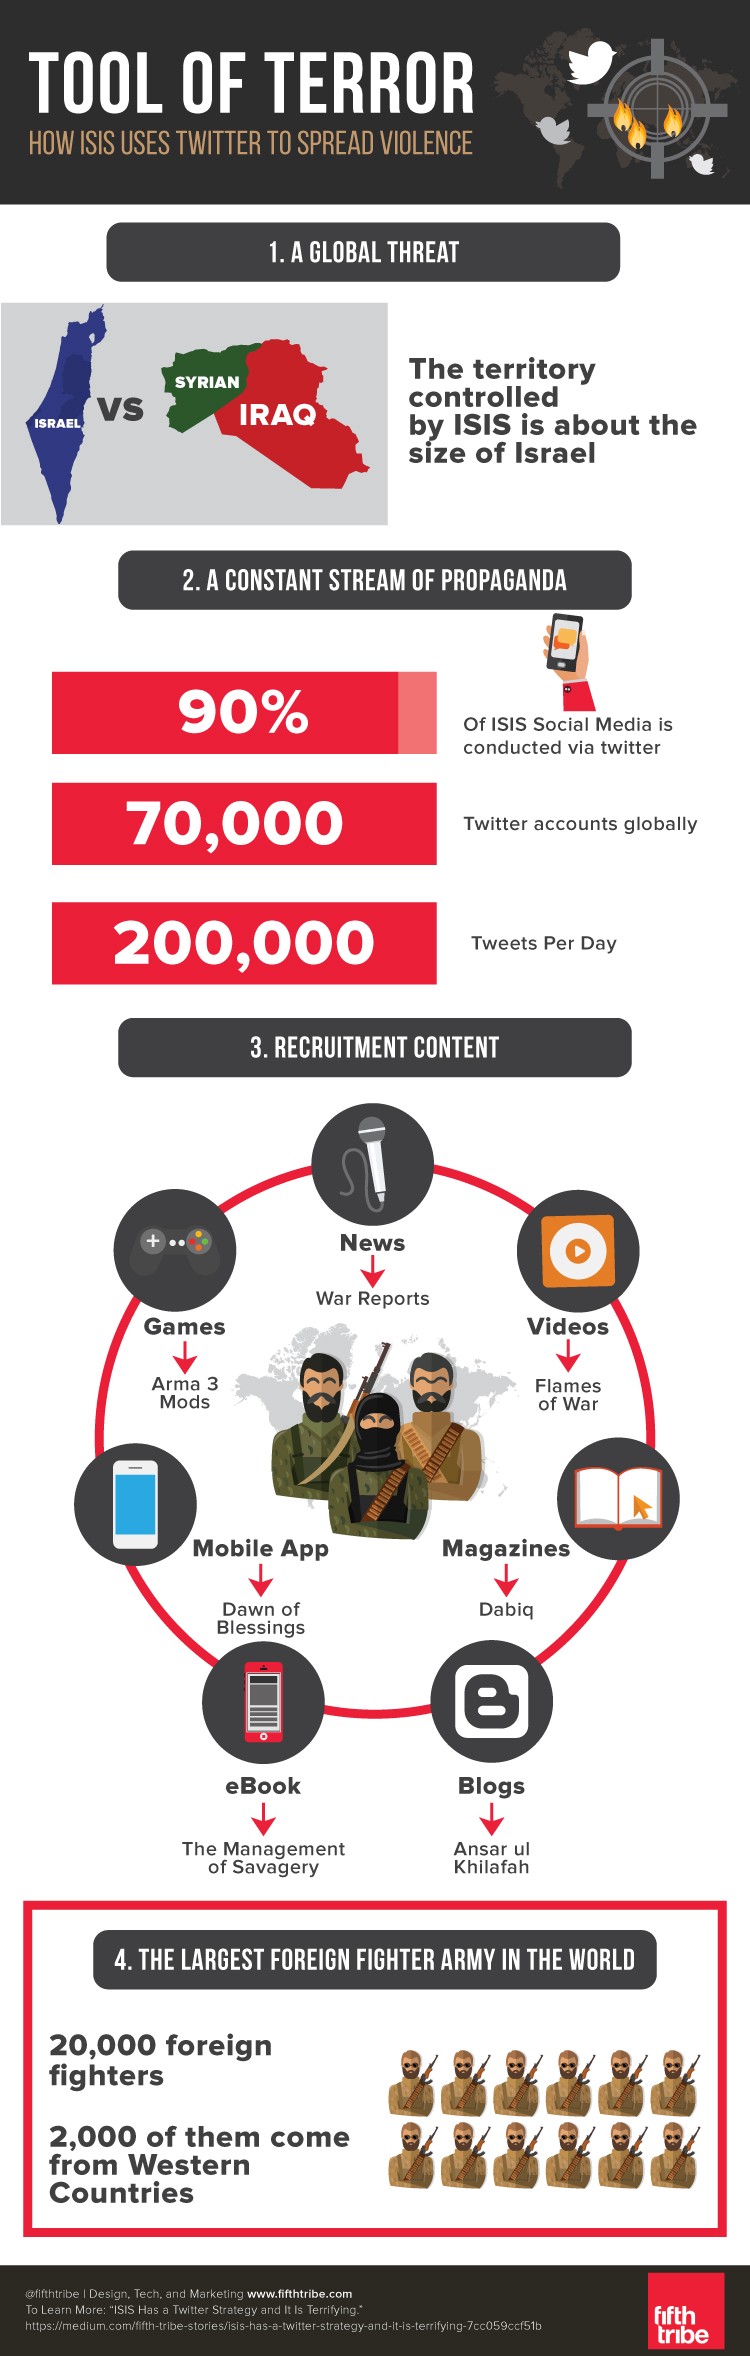 TOOL OF TERROR
HOW ISIS USES TWITTER TO SPREAD VIOLENCE
1. A GLOBAL THREAT
ISRAEL
VS
SYRIAN
IRAQ
The territory
controlled
by ISIS is about the
size of Israel
2. A CONSTANT STREAM OF PROPAGANDA
90%
Of ISIS Social Media is
conducted via twitter
70,000
Twitter accounts globally
200,000
Tweets Per Day
3. RECRUITMENT CONTENT
News
War Reports
Games
Arma 3
Mods
Videos
Flames
of War
Mobile App
Dawn of
Blessings
Magazines
Dabiq
eBook
The Management
of Savagery
Blogs
Ansar ul
Khilafah
4. THE LARGEST FOREIGN FIGHTER ARMY IN THE WORLD
20,000 foreign
fighters
2,000 of them come
from Western
Countries
@fifthtribe | Design, Tech, and Marketing www.fifthtribe.com
To Learn More: "ISIS Has a Twitter Strategy and It Is Terrifying."
https://medium.com/fifth-tribe-stories/isis-has-a-twitter-strategy-and-it-is-terrifying-7cc059ccf51b
fifth
tribe